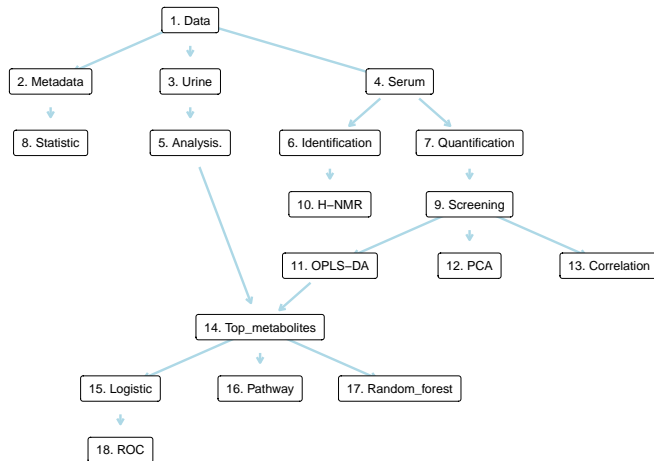 1. Data
2. Metadata
3. Urine
4. Serum
8. Statistic
5. Analysis.
6. Identification
7. Quantification
10. H−NMR
9. Screening
11. OPLS−DA
12. PCA
13. Correlation
14. Top_metabolites
15. Logistic
16. Pathway
17. Random_forest
18. ROC